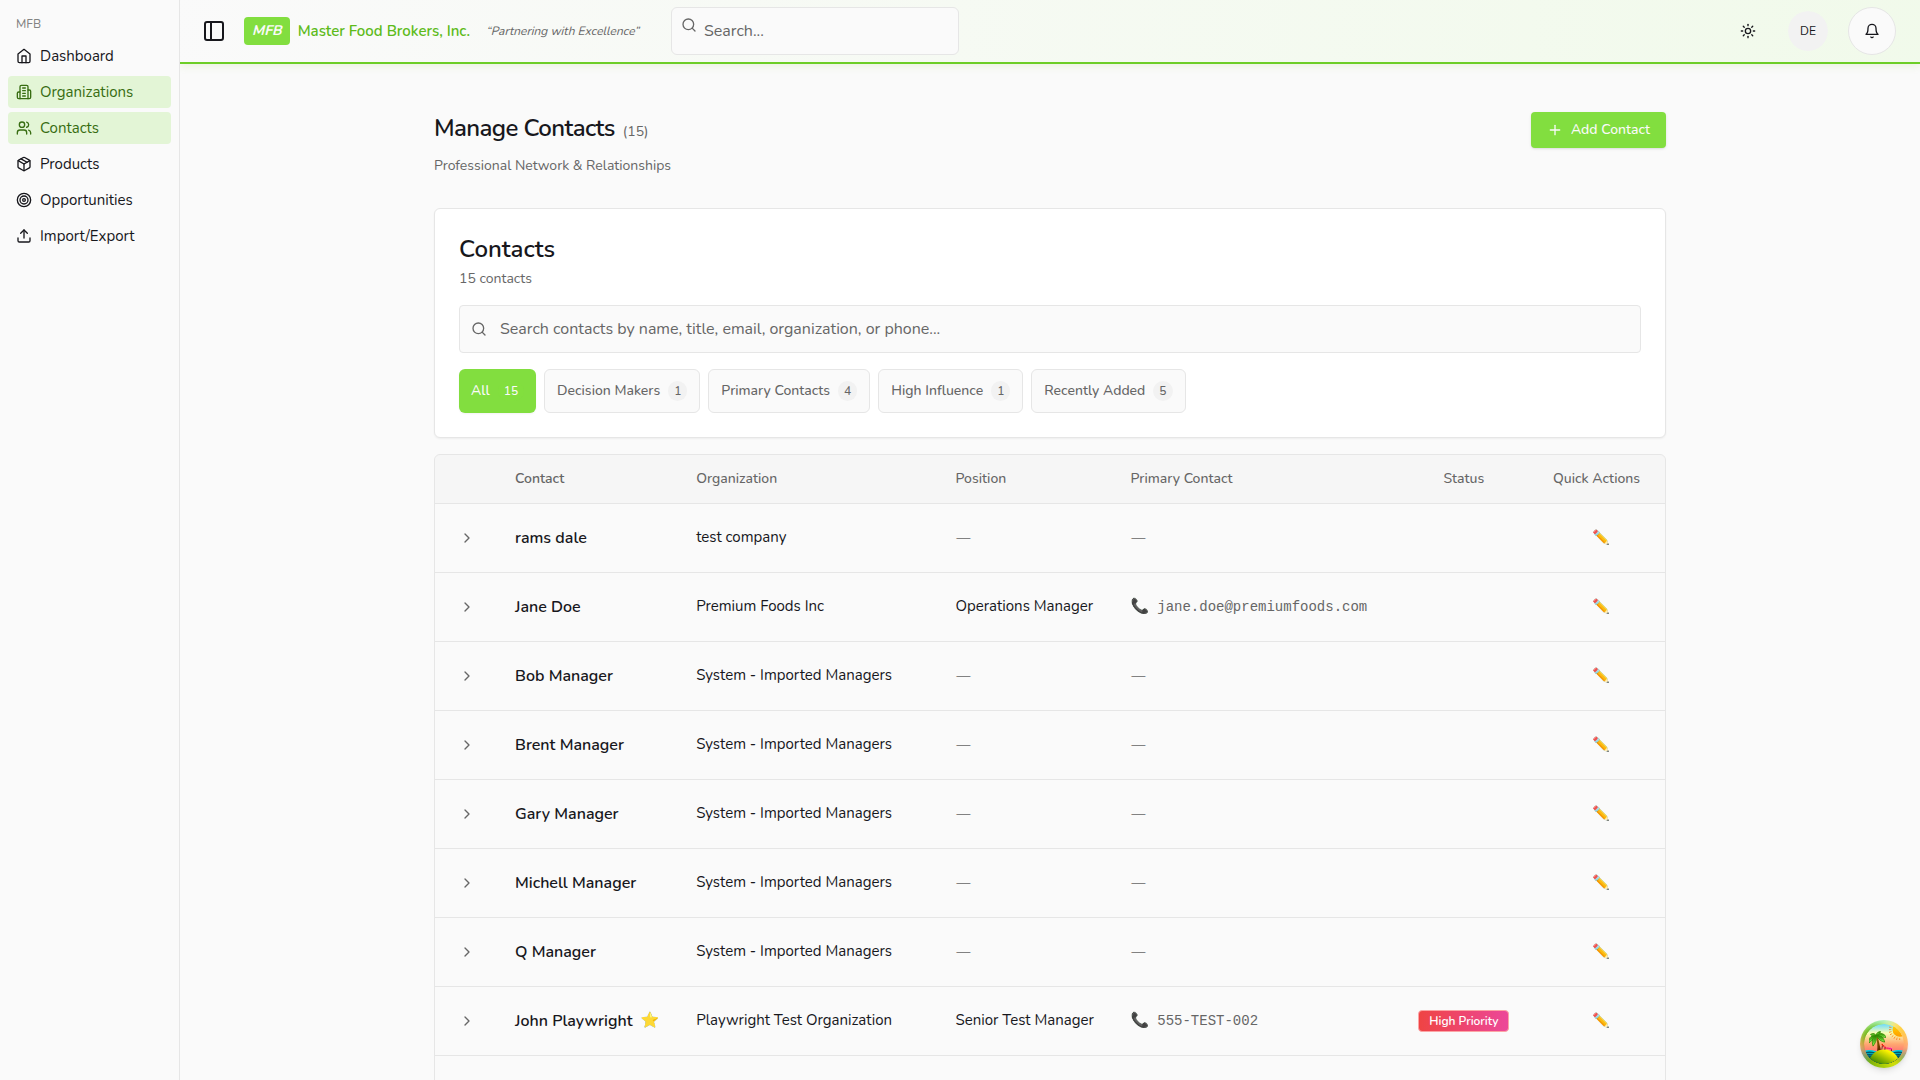 MFB
Dashboard
Organizations
Contacts
Products
Opportunities
Import/Export
MFB Master Food Brokers, Inc. “Partnering with Excellence” Search... DE
Manage Contacts (15)
Professional Network & Relationships
Add Contact
Contacts
15 contacts
Search contacts by name, title, email, organization, or phone...
All 15 Decision Makers 1 Primary Contacts 4 High Influence 1 Recently Added 5
Contact Organization Position Primary Contact Status Quick Actions
rams dale test company — —
Jane Doe Premium Foods Inc Operations Manager jane.doe@premiumfoods.com
Bob Manager System - Imported Managers — —
Brent Manager System - Imported Managers — —
Gary Manager System - Imported Managers — —
Michell Manager System - Imported Managers — —
Q Manager System - Imported Managers — —
John Playwright Playwright Test Organization Senior Test Manager 555-TEST-002 High Priority